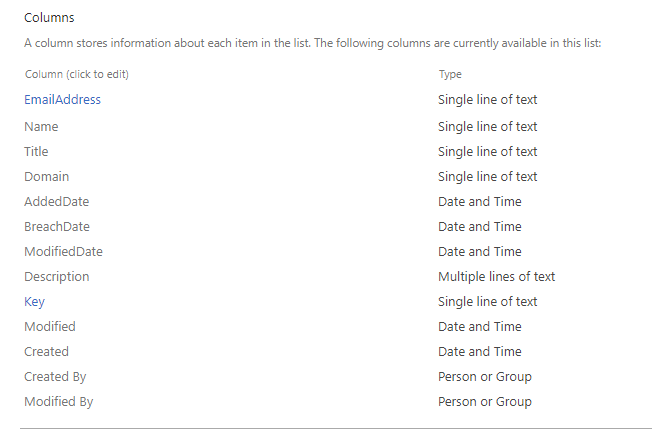 Columns
A column stores information about each item in the list. The following columns are currently available in this list:
Column (click to edit) Type
EmailAddress Single line of text
Name Single line of text
Title Single line of text
Domain Single line of text
AddedDate Date and Time
BreachDate Date and Time
ModifiedDate Date and Time
Description Multiple lines of text
Key Single line of text
Modified Date and Time
Created Date and Time
Created By Person or Group
Modified By Person or Group